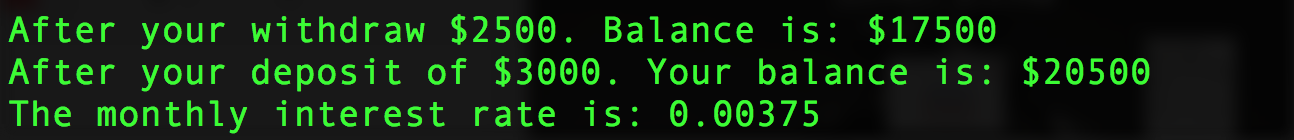 After your withdraw $2500. Balance is: $17500
After your deposit of $3000. Your balance is: $20500
The monthly interest rate is: 0.00375